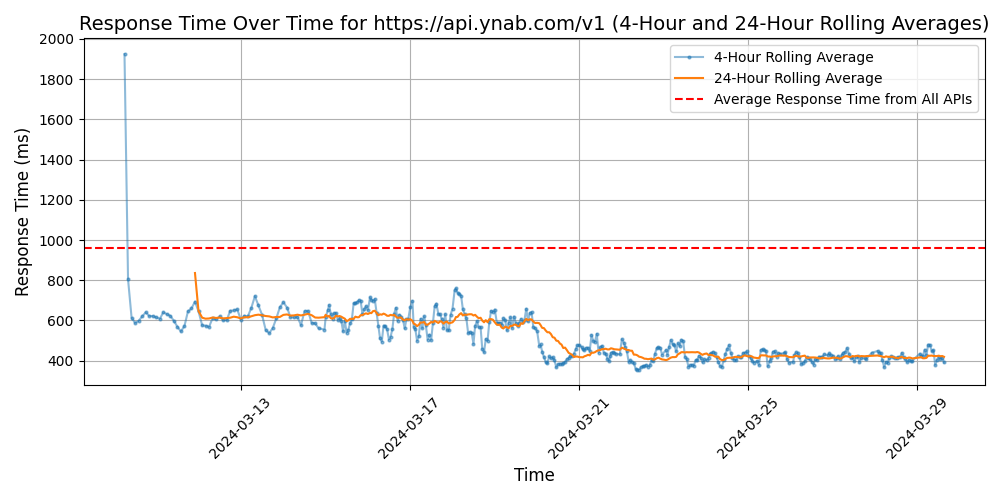 Response Time Over Time for https://api.ynab.com/v1 (4-Hour and 24-Hour Rolling Averages)
2000
1800
1600
1400
1200
1000
800
600
400
Response Time (ms)
4-Hour Rolling Average
24-Hour Rolling Average
Average Response Time from All APIs
2024-03-13
2024-03-17
2024-03-21
2024-03-25
2024-03-29
Time